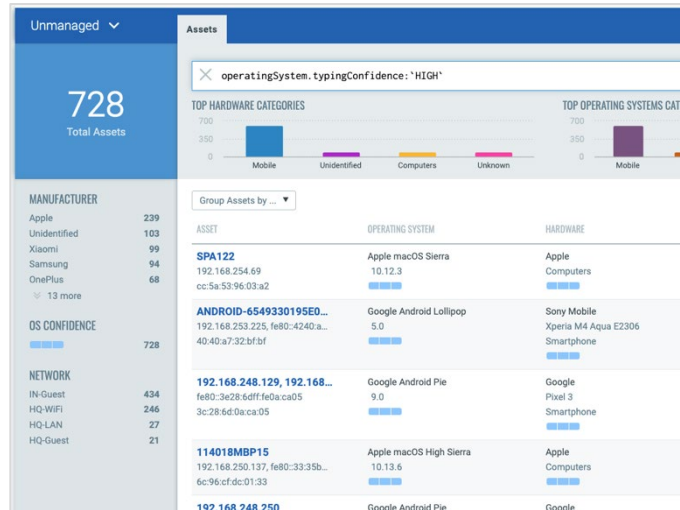 Unmanaged
Assets
728
Total Assets
operatingSystem.typingConfidence:`HIGH`
TOP HARDWARE CATEGORIES
700
350
0
Mobile
Unidentified
Computers
Unknown
TOP OPERATING SYSTEMS CAT
700
350
0
Mobile
MANUFACTURER
Apple 239
Unidentified 103
Xiaomi 99
Samsung 94
OnePlus 68
13 more
OS CONFIDENCE
728
NETWORK
IN-Guest 434
HQ-WiFi 246
HQ-LAN 27
HQ-Guest 21
Group Assets by ...
ASSET OPERATING SYSTEM HARDWARE
SPA122 Apple macOS Sierra Apple
192.168.254.69 10.12.3 Computers
cc:5a:53:96:03:a2
ANDROID-6549330195E0... Google Android Lollipop Sony Mobile
192.168.253.225, fe80::4240:a... 5.0 Xperia M4 Aqua E2306
40:40:a7:32:bf:bf Smartphone
192.168.248.129, 192.168... Google Android Pie Google
fe80::3e28:6dff:fe0a:ca05 9.0 Pixel 3
3c:28:6d:0a:ca:05 Smartphone
114018MBP15 Apple macOS High Sierra Apple
192.168.250.137, fe80::33:35b... 10.13.6 Computers
6c:96:cf:dc:01:33
192.168.248.250 Google Android Pie Google